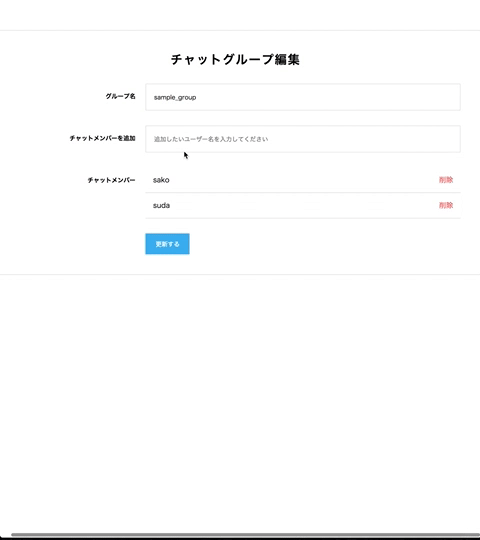 チャットグループ編集
グループ名 sample_group
チャットメンバーを追加 追加したいユーザー名を入力してください
チャットメンバー sako 削除
suda 削除
更新する